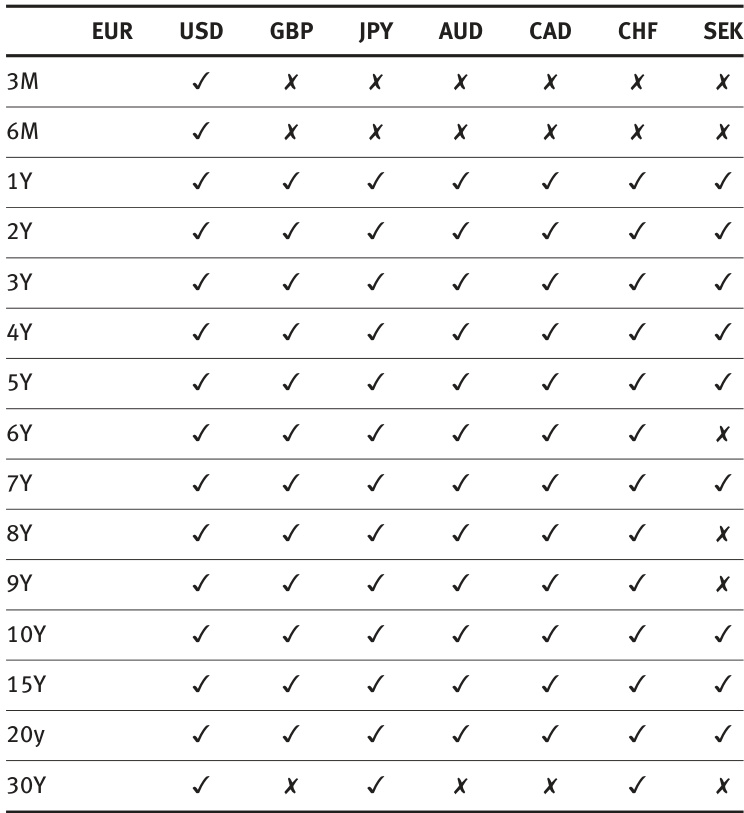 EUR USD GBP JPY AUD CAD CHF SEK
3M ✓ ✗ ✗ ✗ ✗ ✗ ✗
6M ✓ ✗ ✗ ✗ ✗ ✗ ✗
1Y ✓ ✓ ✓ ✓ ✓ ✓ ✓
2Y ✓ ✓ ✓ ✓ ✓ ✓ ✓
3Y ✓ ✓ ✓ ✓ ✓ ✓ ✓
4Y ✓ ✓ ✓ ✓ ✓ ✓ ✓
5Y ✓ ✓ ✓ ✓ ✓ ✓ ✓
6Y ✓ ✓ ✓ ✓ ✓ ✓ ✗
7Y ✓ ✓ ✓ ✓ ✓ ✓ ✓
8Y ✓ ✓ ✓ ✓ ✓ ✓ ✗
9Y ✓ ✓ ✓ ✓ ✓ ✓ ✗
10Y ✓ ✓ ✓ ✓ ✓ ✓ ✓
15Y ✓ ✓ ✓ ✓ ✓ ✓ ✓
20y ✓ ✓ ✓ ✓ ✓ ✓ ✓
30Y ✓ ✗ ✓ ✗ ✗ ✓ ✗